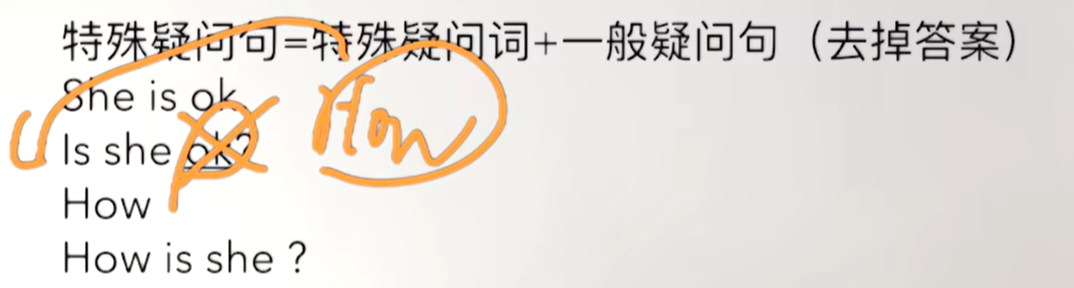 特殊疑问句=特殊疑问词+一般疑问句（去掉答案）
She is ok.
Is she ok?
How
How
How is she ?